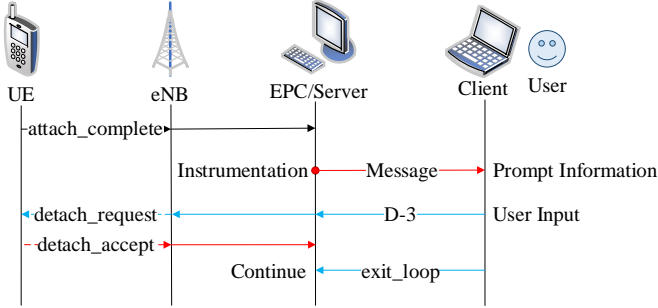 UE eNB EPC/Server Client User
attach_complete
Instrumentation Message Prompt Information
detach_request D-3 User Input
detach_accept
Continue exit_loop